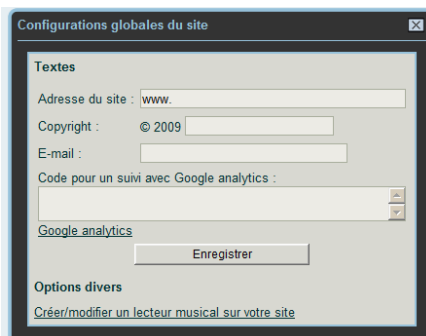 Configurations globales du site
Textes
Adresse du site : www.
Copyright : © 2009
E-mail :
Code pour un suivi avec Google analytics :
Google analytics
Enregistrer
Options divers
Créer/modifier un lecteur musical sur votre site